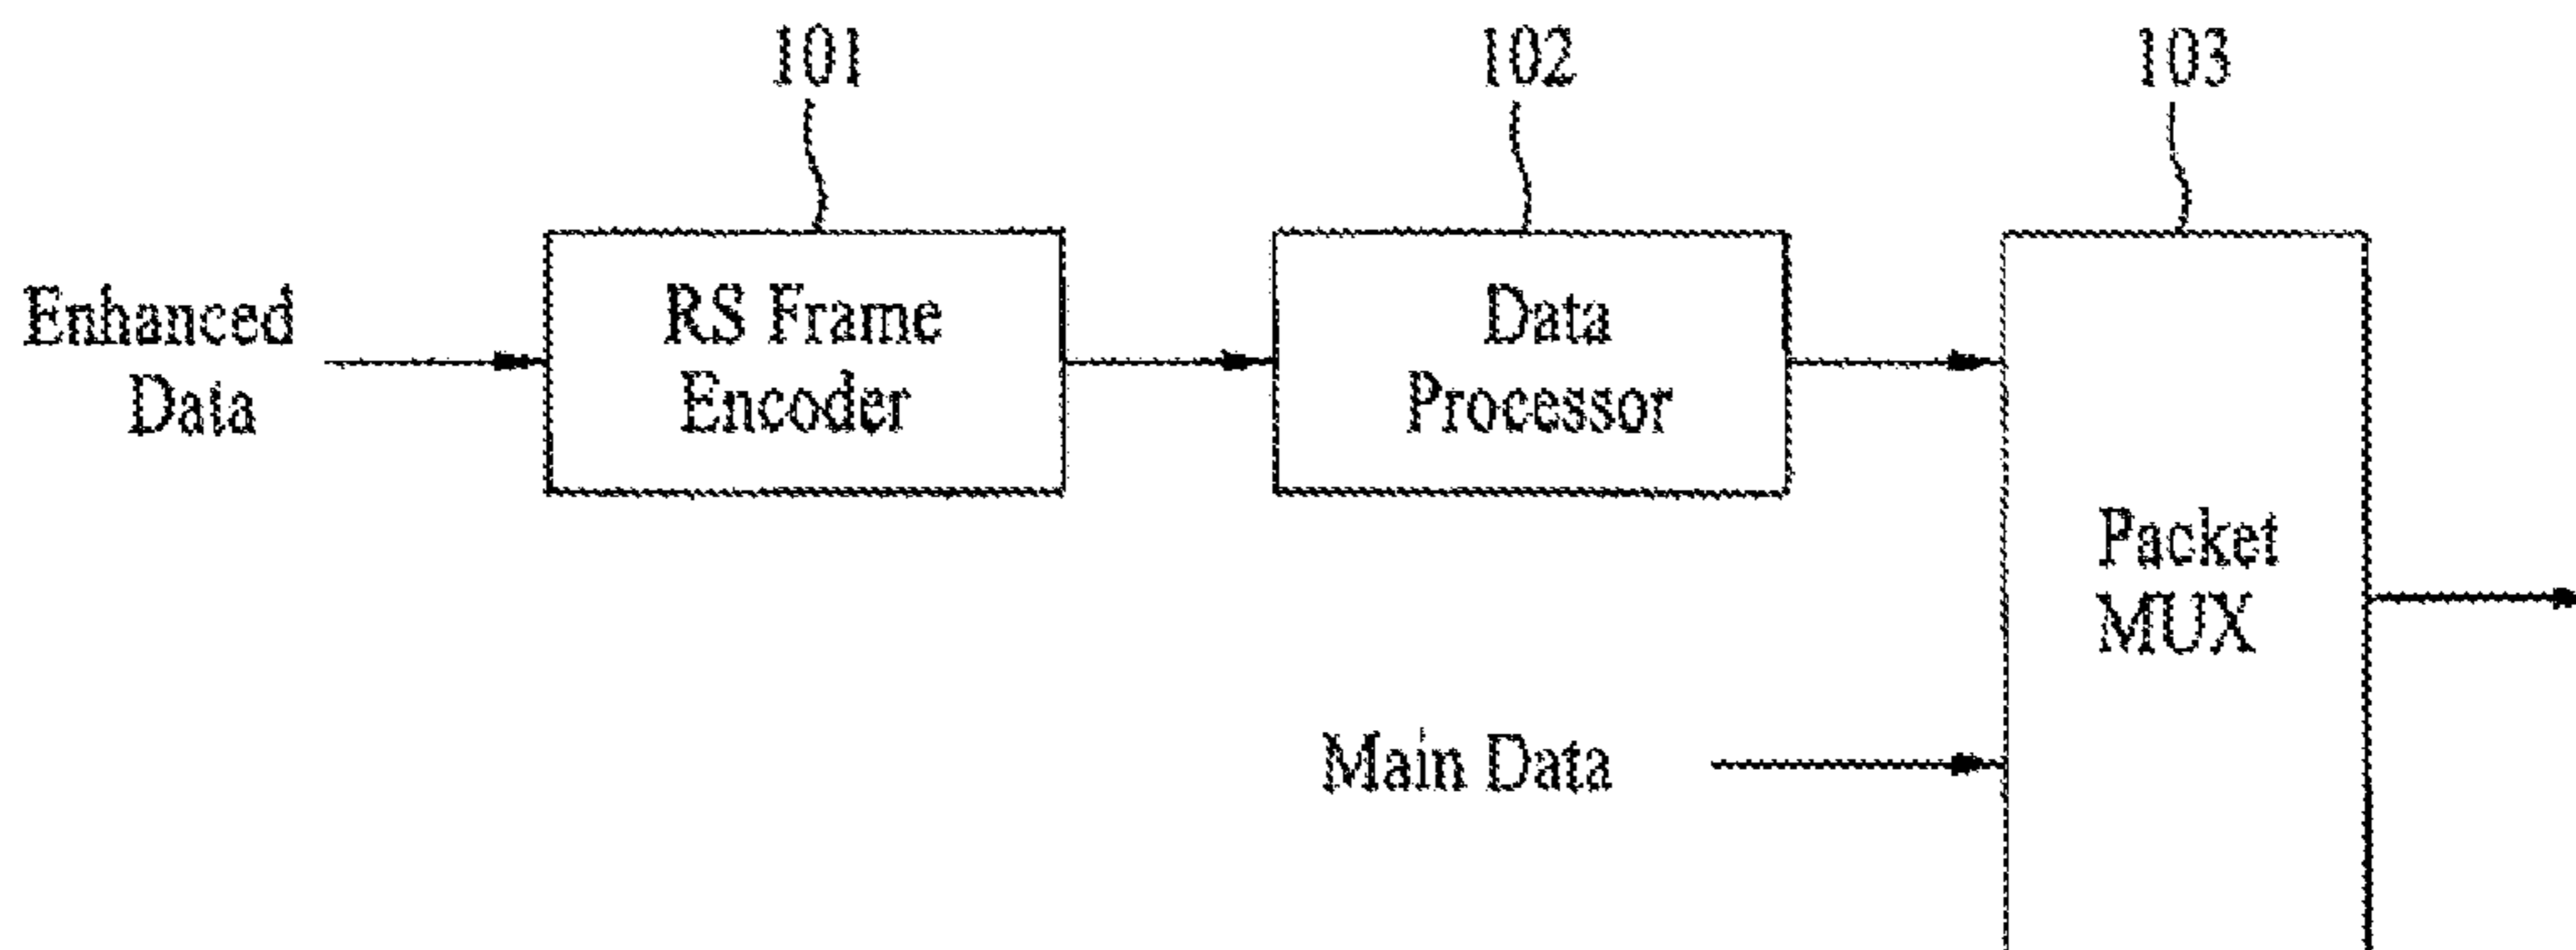 101
102
103
Enhanced
Data
RS Frame
Encoder
Data
Processor
Packet
MUX
Main Data